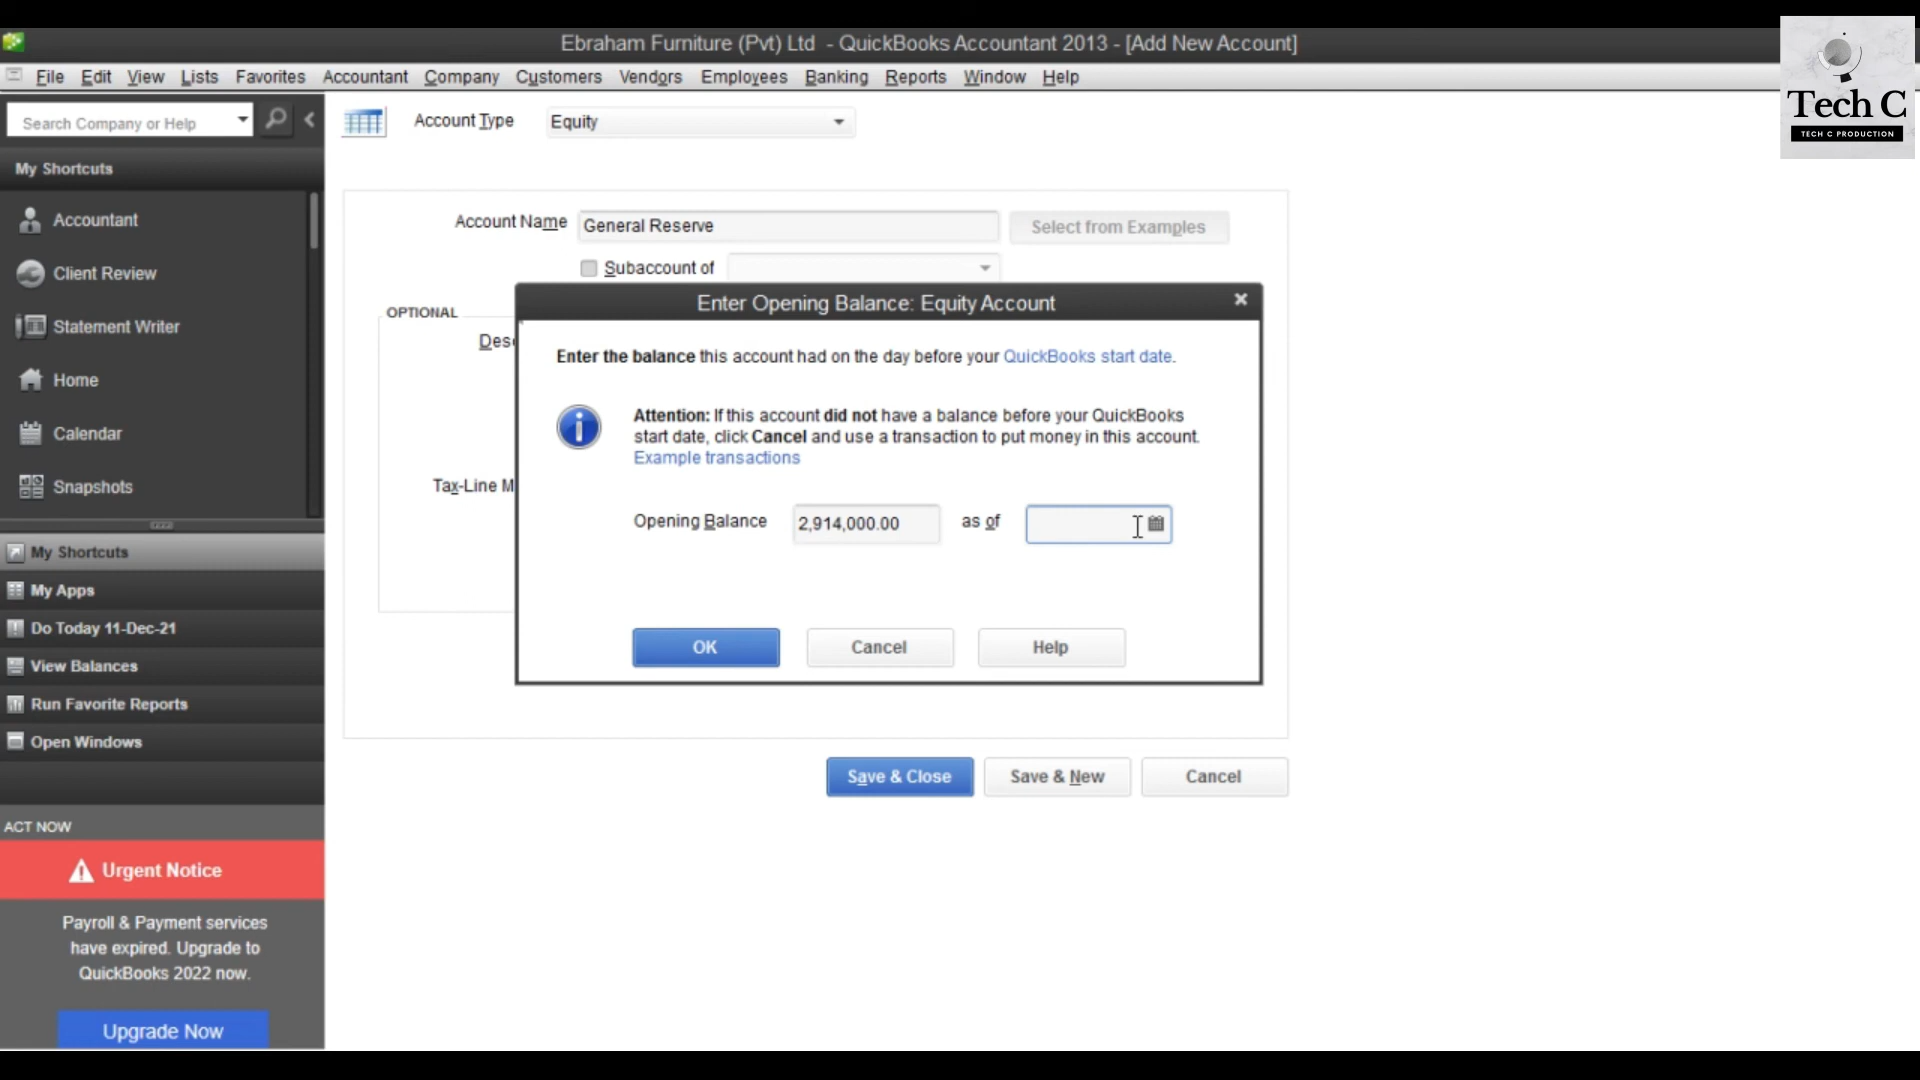 Ebraham Furniture (Pvt) Ltd - QuickBooks Accountant 2013 - [Add New Account]
File Edit View Lists Favorites Accountant Company Customers Vendors Employees Banking Reports Window Help
Tech C
TECH C PRODUCTION
Search Company or Help
My Shortcuts
Accountant
Client Review
Statement Writer
Home
Calendar
Snapshots
My Shortcuts
My Apps
Do Today 11-Dec-21
View Balances
Run Favorite Reports
Open Windows
ACT NOW
Urgent Notice
Payroll & Payment services
have expired. Upgrade to
QuickBooks 2022 now.
Upgrade Now
Account Type Equity
Account Name General Reserve Select from Examples
Subaccount of
OPTIONAL
Desc
Tax-Line M
Enter Opening Balance: Equity Account
Enter the balance this account had on the day before your QuickBooks start date.
Attention: If this account did not have a balance before your QuickBooks
start date, click Cancel and use a transaction to put money in this account.
Example transactions
Opening Balance 2,914,000.00 as of
OK Cancel Help
Save & Close Save & New Cancel